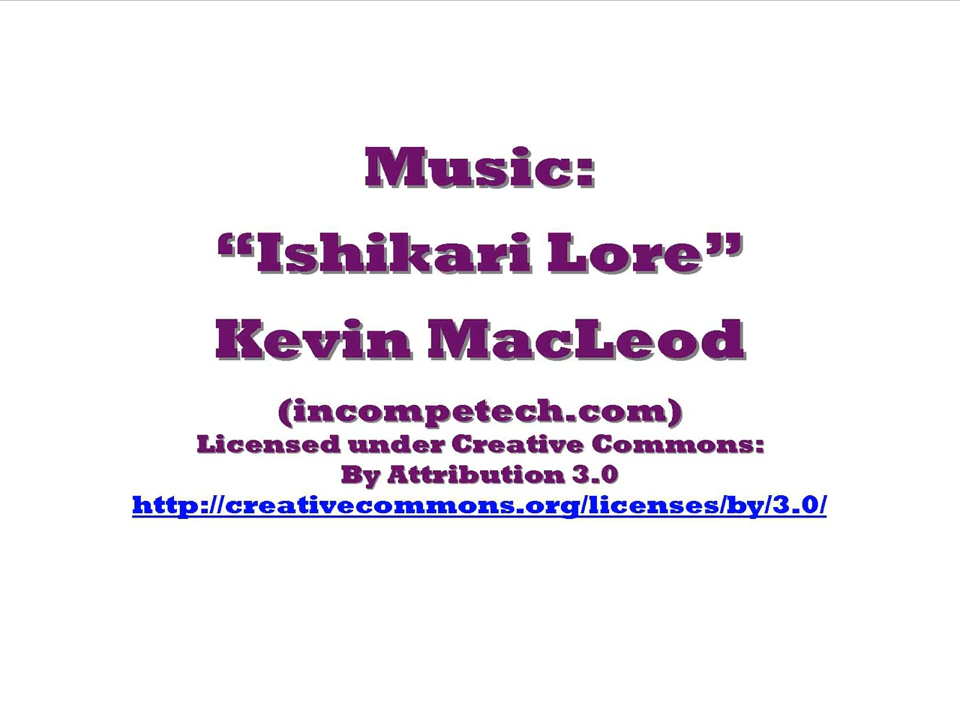 Music:
“Ishikari Lore”
Kevin MacLeod
(incompetech.com)
Licensed under Creative Commons:
By Attribution 3.0
http://creativecommons.org/licenses/by/3.0/